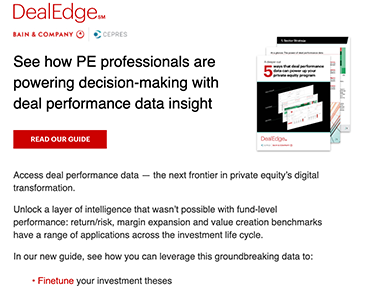 DealEdge SM
BAIN & COMPANY CEPRES
See how PE professionals are
powering decision-making with
deal performance data insight
5 ways that deal performance
data can power up your
private equity program
DealEdge
READ OUR GUIDE
Access deal performance data — the next frontier in private equity's digital
transformation.
Unlock a layer of intelligence that wasn't possible with fund-level
performance: return/risk, margin expansion and value creation benchmarks
have a range of applications across the investment life cycle.
In our new guide, see how you can leverage this groundbreaking data to:
• Finetune your investment theses